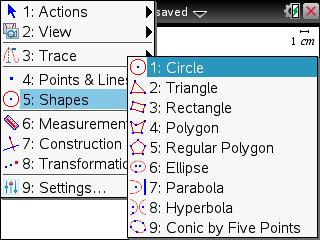 1: Actions
2: View
3: Trace
4: Points & Line
5: Shapes
6: Measuremen
7: Construction
8: Transformatio
9: Settings...
saved
1 cm
1: Circle
2: Triangle
3: Rectangle
4: Polygon
5: Regular Polygon
6: Ellipse
7: Parabola
8: Hyperbola
9: Conic by Five Points